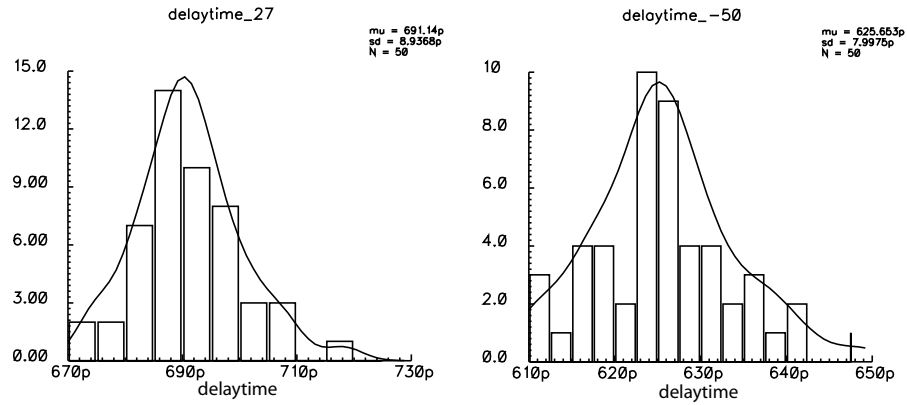 delaytime_27
mu = 691.14p
sd = 8.9368p
N = 50
15.0
12.0
9.00
6.00
3.00
0.00
670p 690p 710p 730p
delaytime
delaytime_-50
mu = 625.653p
sd = 7.9975p
N = 50
10
8.0
6.0
4.0
2.0
0.0
610p 620p 630p 640p 650p
delaytime